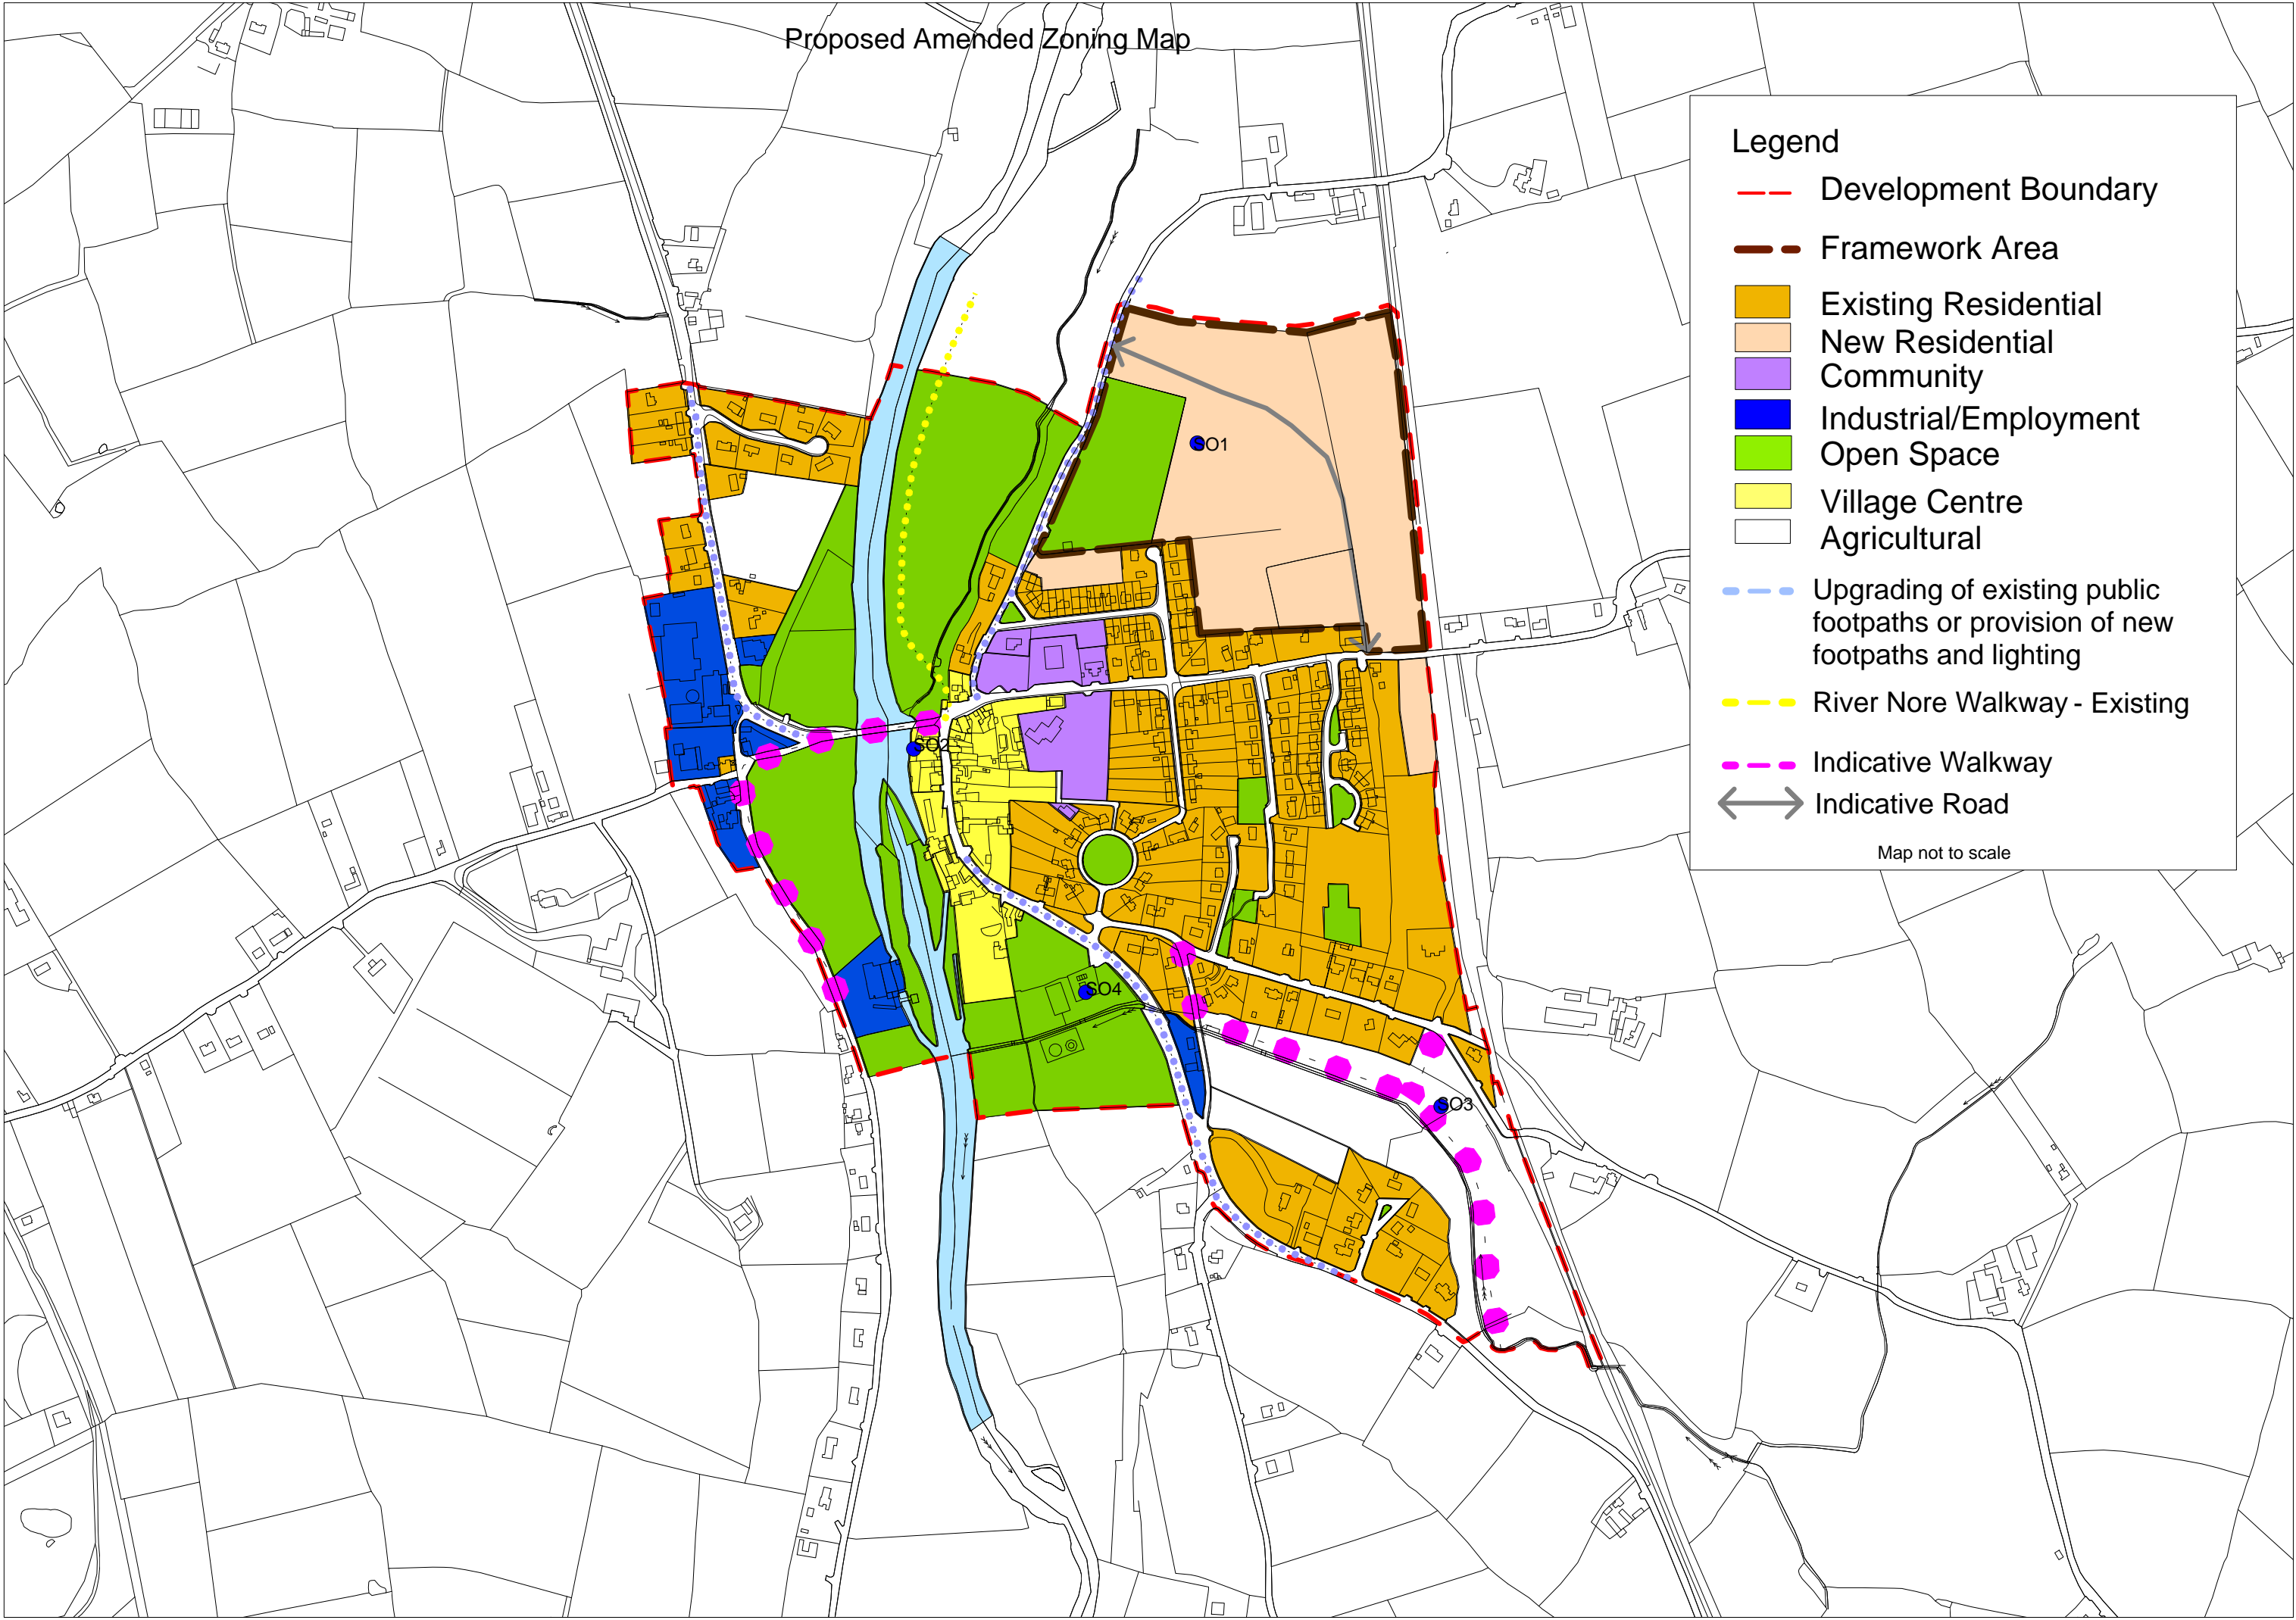 Proposed Amended Zoning Map
Legend
Development Boundary
Framework Area
Existing Residential
New Residential
Community
Industrial/Employment
Open Space
Village Centre
Agricultural
Upgrading of existing public
footpaths or provision of new
footpaths and lighting
River Nore Walkway - Existing
Indicative Walkway
Indicative Road
Map not to scale
SO1
SO2
SO4
SO3